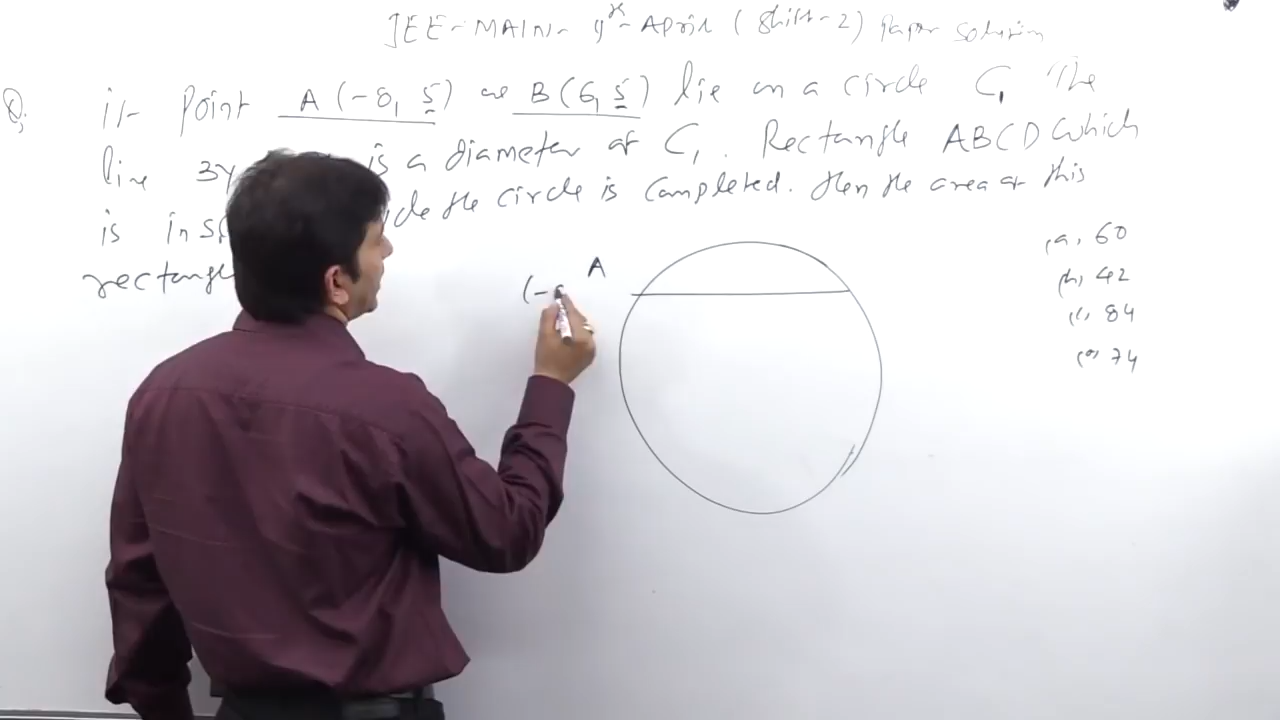 JEE-MAIN- 9th-April (Shift-2) Paper solution
Q; if- Point A(-8, 5) B(6, 5) lie on a circle C1 The
line 3y is a diameter of C1. Rectangle ABCD which
is the circle is completed. then the area of this
rectangle
(a, 60
(b, 42
(c, 84
(d, 74
A
(-